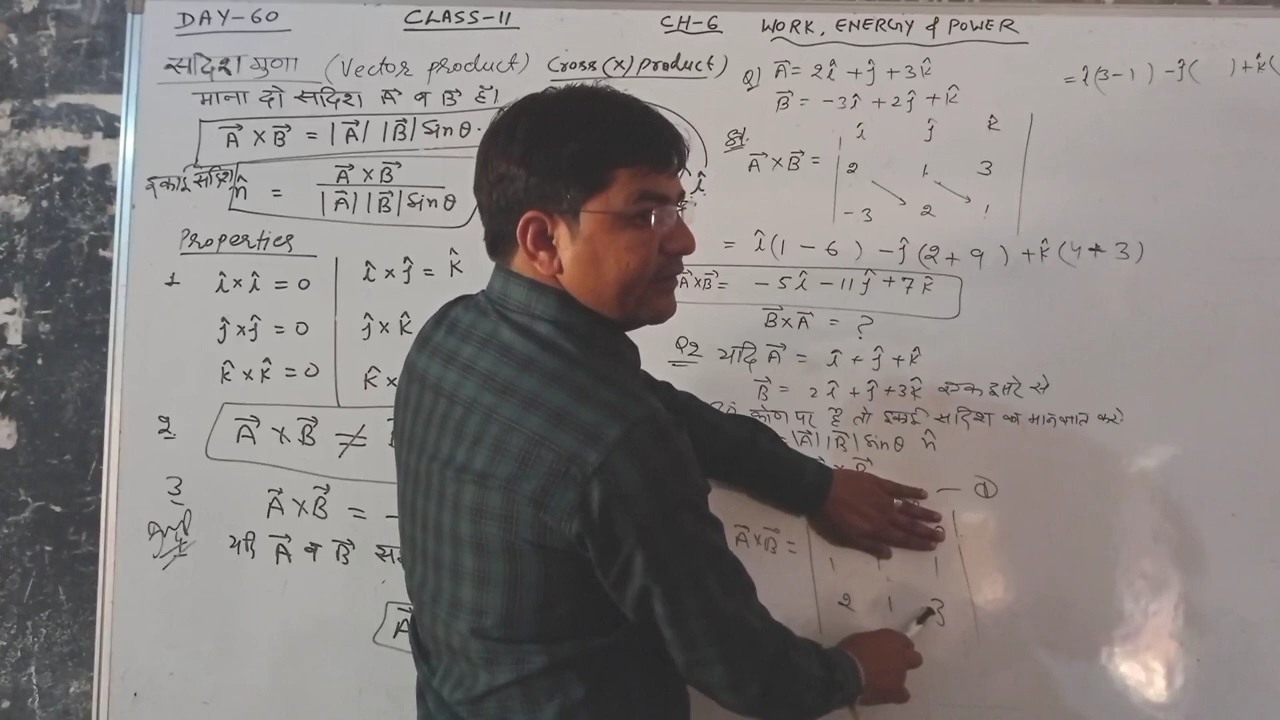 DAY-60 CLASS-11 CH-6 WORK, ENERGY & POWER
सदिश गुणा (Vector product) Cross(×)product)
माना दो सदिश A⃗ व B⃗ हैं।
A⃗ × B⃗ = |A⃗| |B⃗| sinθ.
इकाई सदिश n̂ = A⃗ × B⃗ / |A⃗| |B⃗| sinθ
Properties
1 î × î = 0
ĵ × ĵ = 0
k̂ × k̂ = 0
î × ĵ = k̂
ĵ × k̂
k̂ ×
2 A⃗ × B⃗ ≠
3 A⃗ × B⃗ = -
यदि A⃗ व B⃗
A⃗
î
Q) A⃗ = 2î + ĵ + 3k̂
B⃗ = -3î + 2ĵ + k̂
î ĵ k̂
A⃗ × B⃗ = 2 1 3
-3 2 1
= î(1 - 6) - ĵ(2 + 9) + k̂(4 + 3)
A⃗×B⃗ = -5î - 11ĵ + 7k̂
B⃗ × A⃗ = ?
Q2 यदि A⃗ = î + ĵ + k̂
B⃗ = 2î + ĵ + 3k̂ एक दूसरे से
कोण पर है तो इकाई सदिश का मान ज्ञात करो
= |A⃗| |B⃗| sinθ n̂
— ①
A⃗×B⃗ =
1 1 1
2 1 3
= î(3-1) - ĵ( ) + k̂(